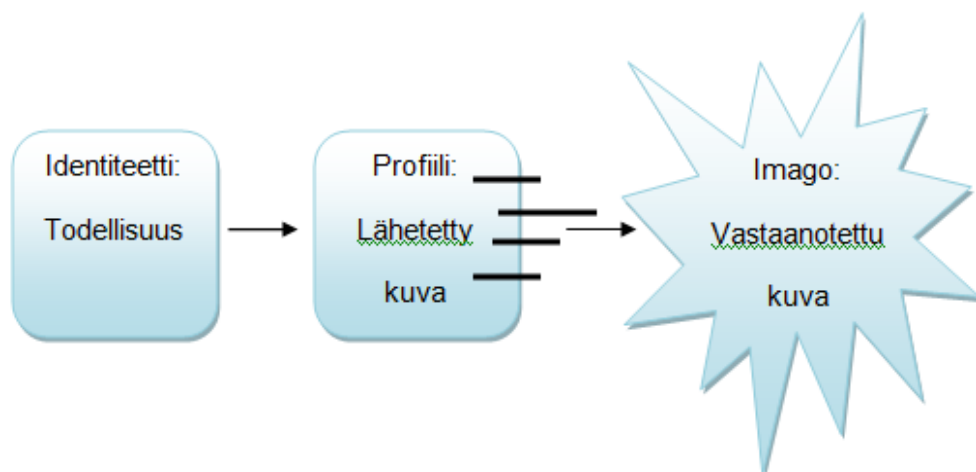 Identiteetti:
Todellisuus
Profiili:
Lähetetty
kuva
Imago:
Vastaanotettu
kuva